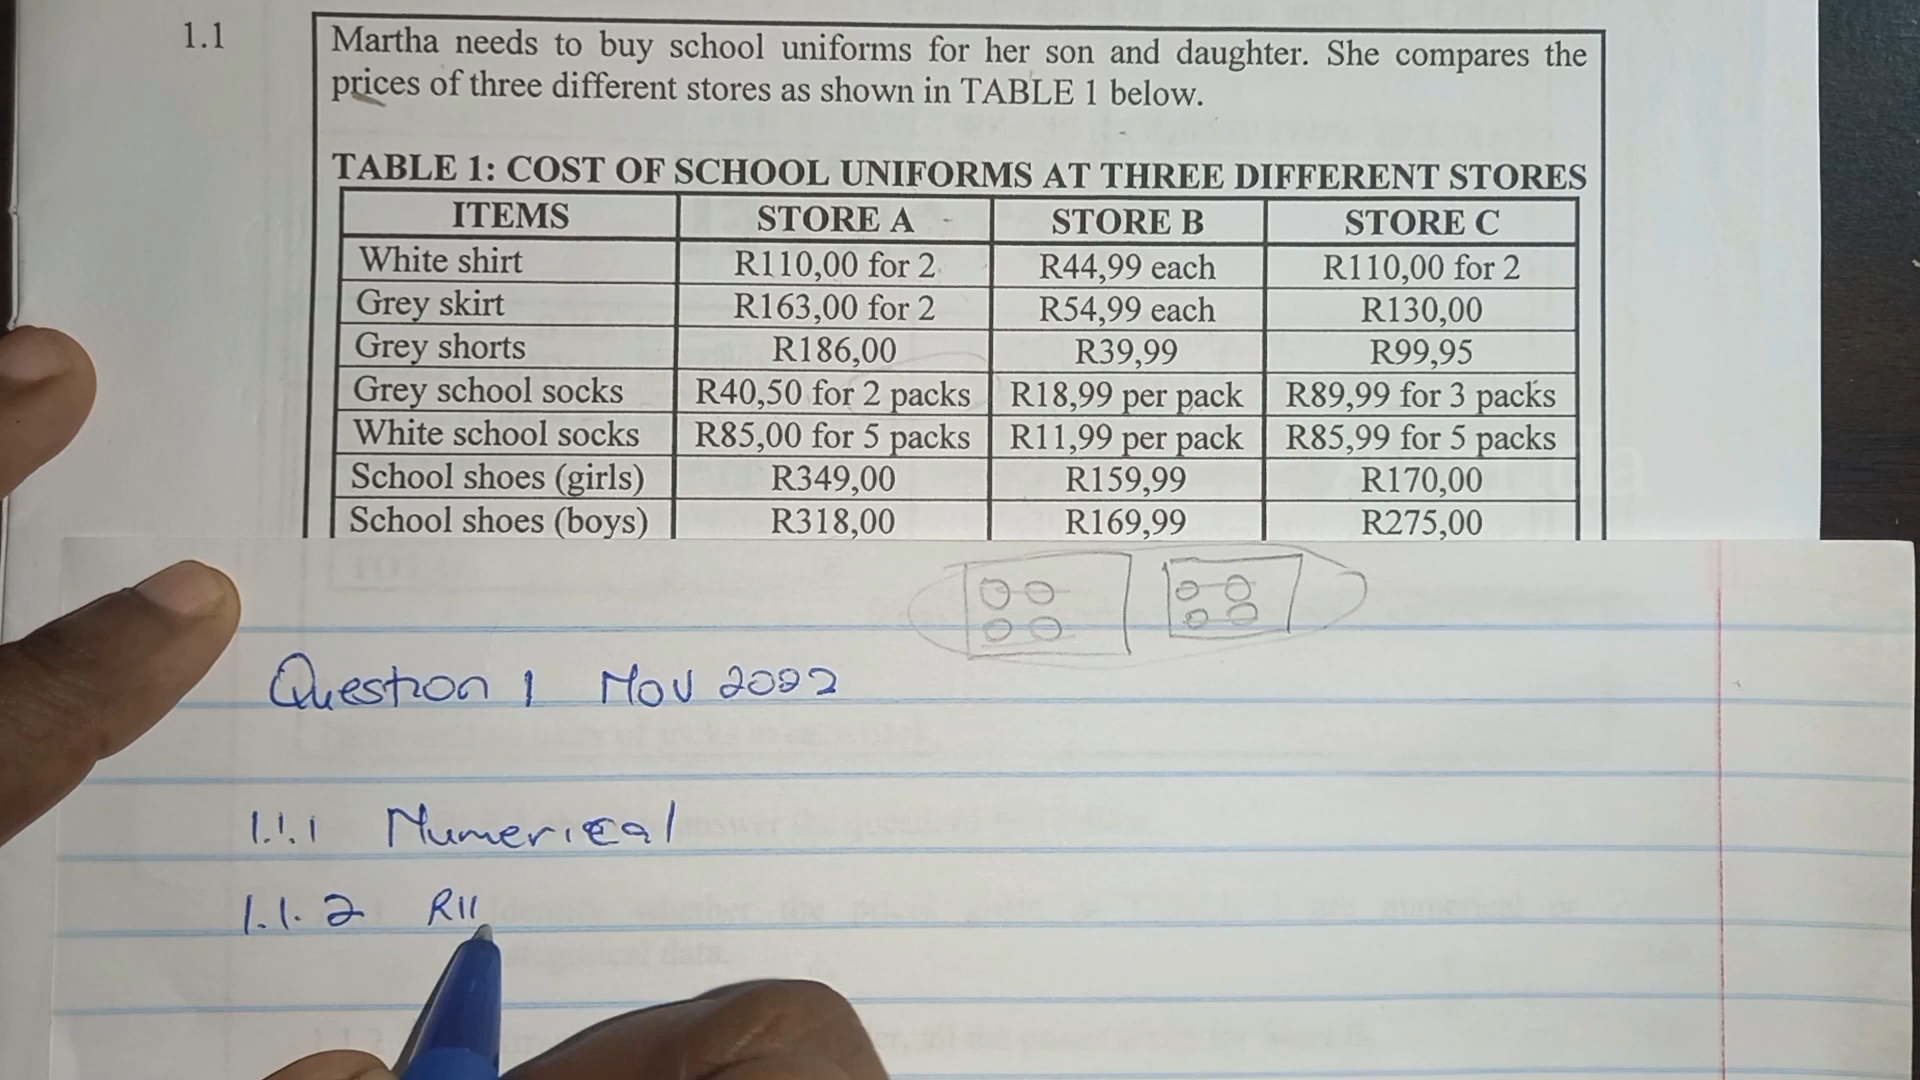 1.1
Martha needs to buy school uniforms for her son and daughter. She compares the
prices of three different stores as shown in TABLE 1 below.
TABLE 1: COST OF SCHOOL UNIFORMS AT THREE DIFFERENT STORES
ITEMS STORE A STORE B STORE C
White shirt R110,00 for 2 R44,99 each R110,00 for 2
Grey skirt R163,00 for 2 R54,99 each R130,00
Grey shorts R186,00 R39,99 R99,95
Grey school socks R40,50 for 2 packs R18,99 per pack R89,99 for 3 packs
White school socks R85,00 for 5 packs R11,99 per pack R85,99 for 5 packs
School shoes (girls) R349,00 R159,99 R170,00
School shoes (boys) R318,00 R169,99 R275,00
Question 1 Nov 2022
1.1.1 Numerical
1.1.2 R11